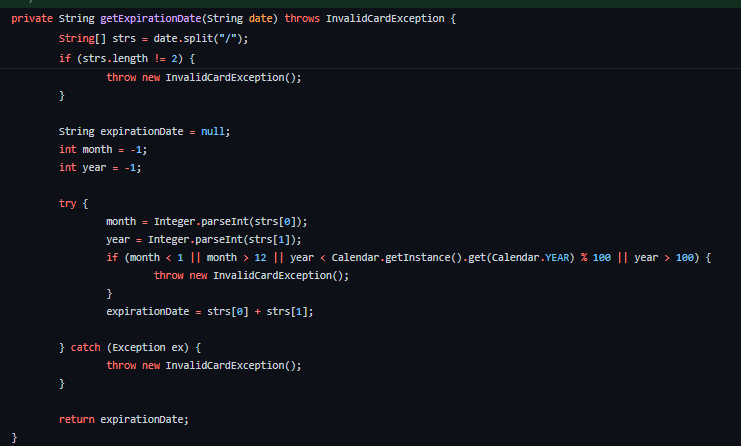 private String getExpirationDate(String date) throws InvalidCardException {
String[] strs = date.split("/");
if (strs.length != 2) {
throw new InvalidCardException();
}
String expirationDate = null;
int month = -1;
int year = -1;
try {
month = Integer.parseInt(strs[0]);
year = Integer.parseInt(strs[1]);
if (month < 1 || month > 12 || year < Calendar.getInstance().get(Calendar.YEAR) % 100 || year > 100) {
throw new InvalidCardException();
}
expirationDate = strs[0] + strs[1];
} catch (Exception ex) {
throw new InvalidCardException();
}
return expirationDate;
}